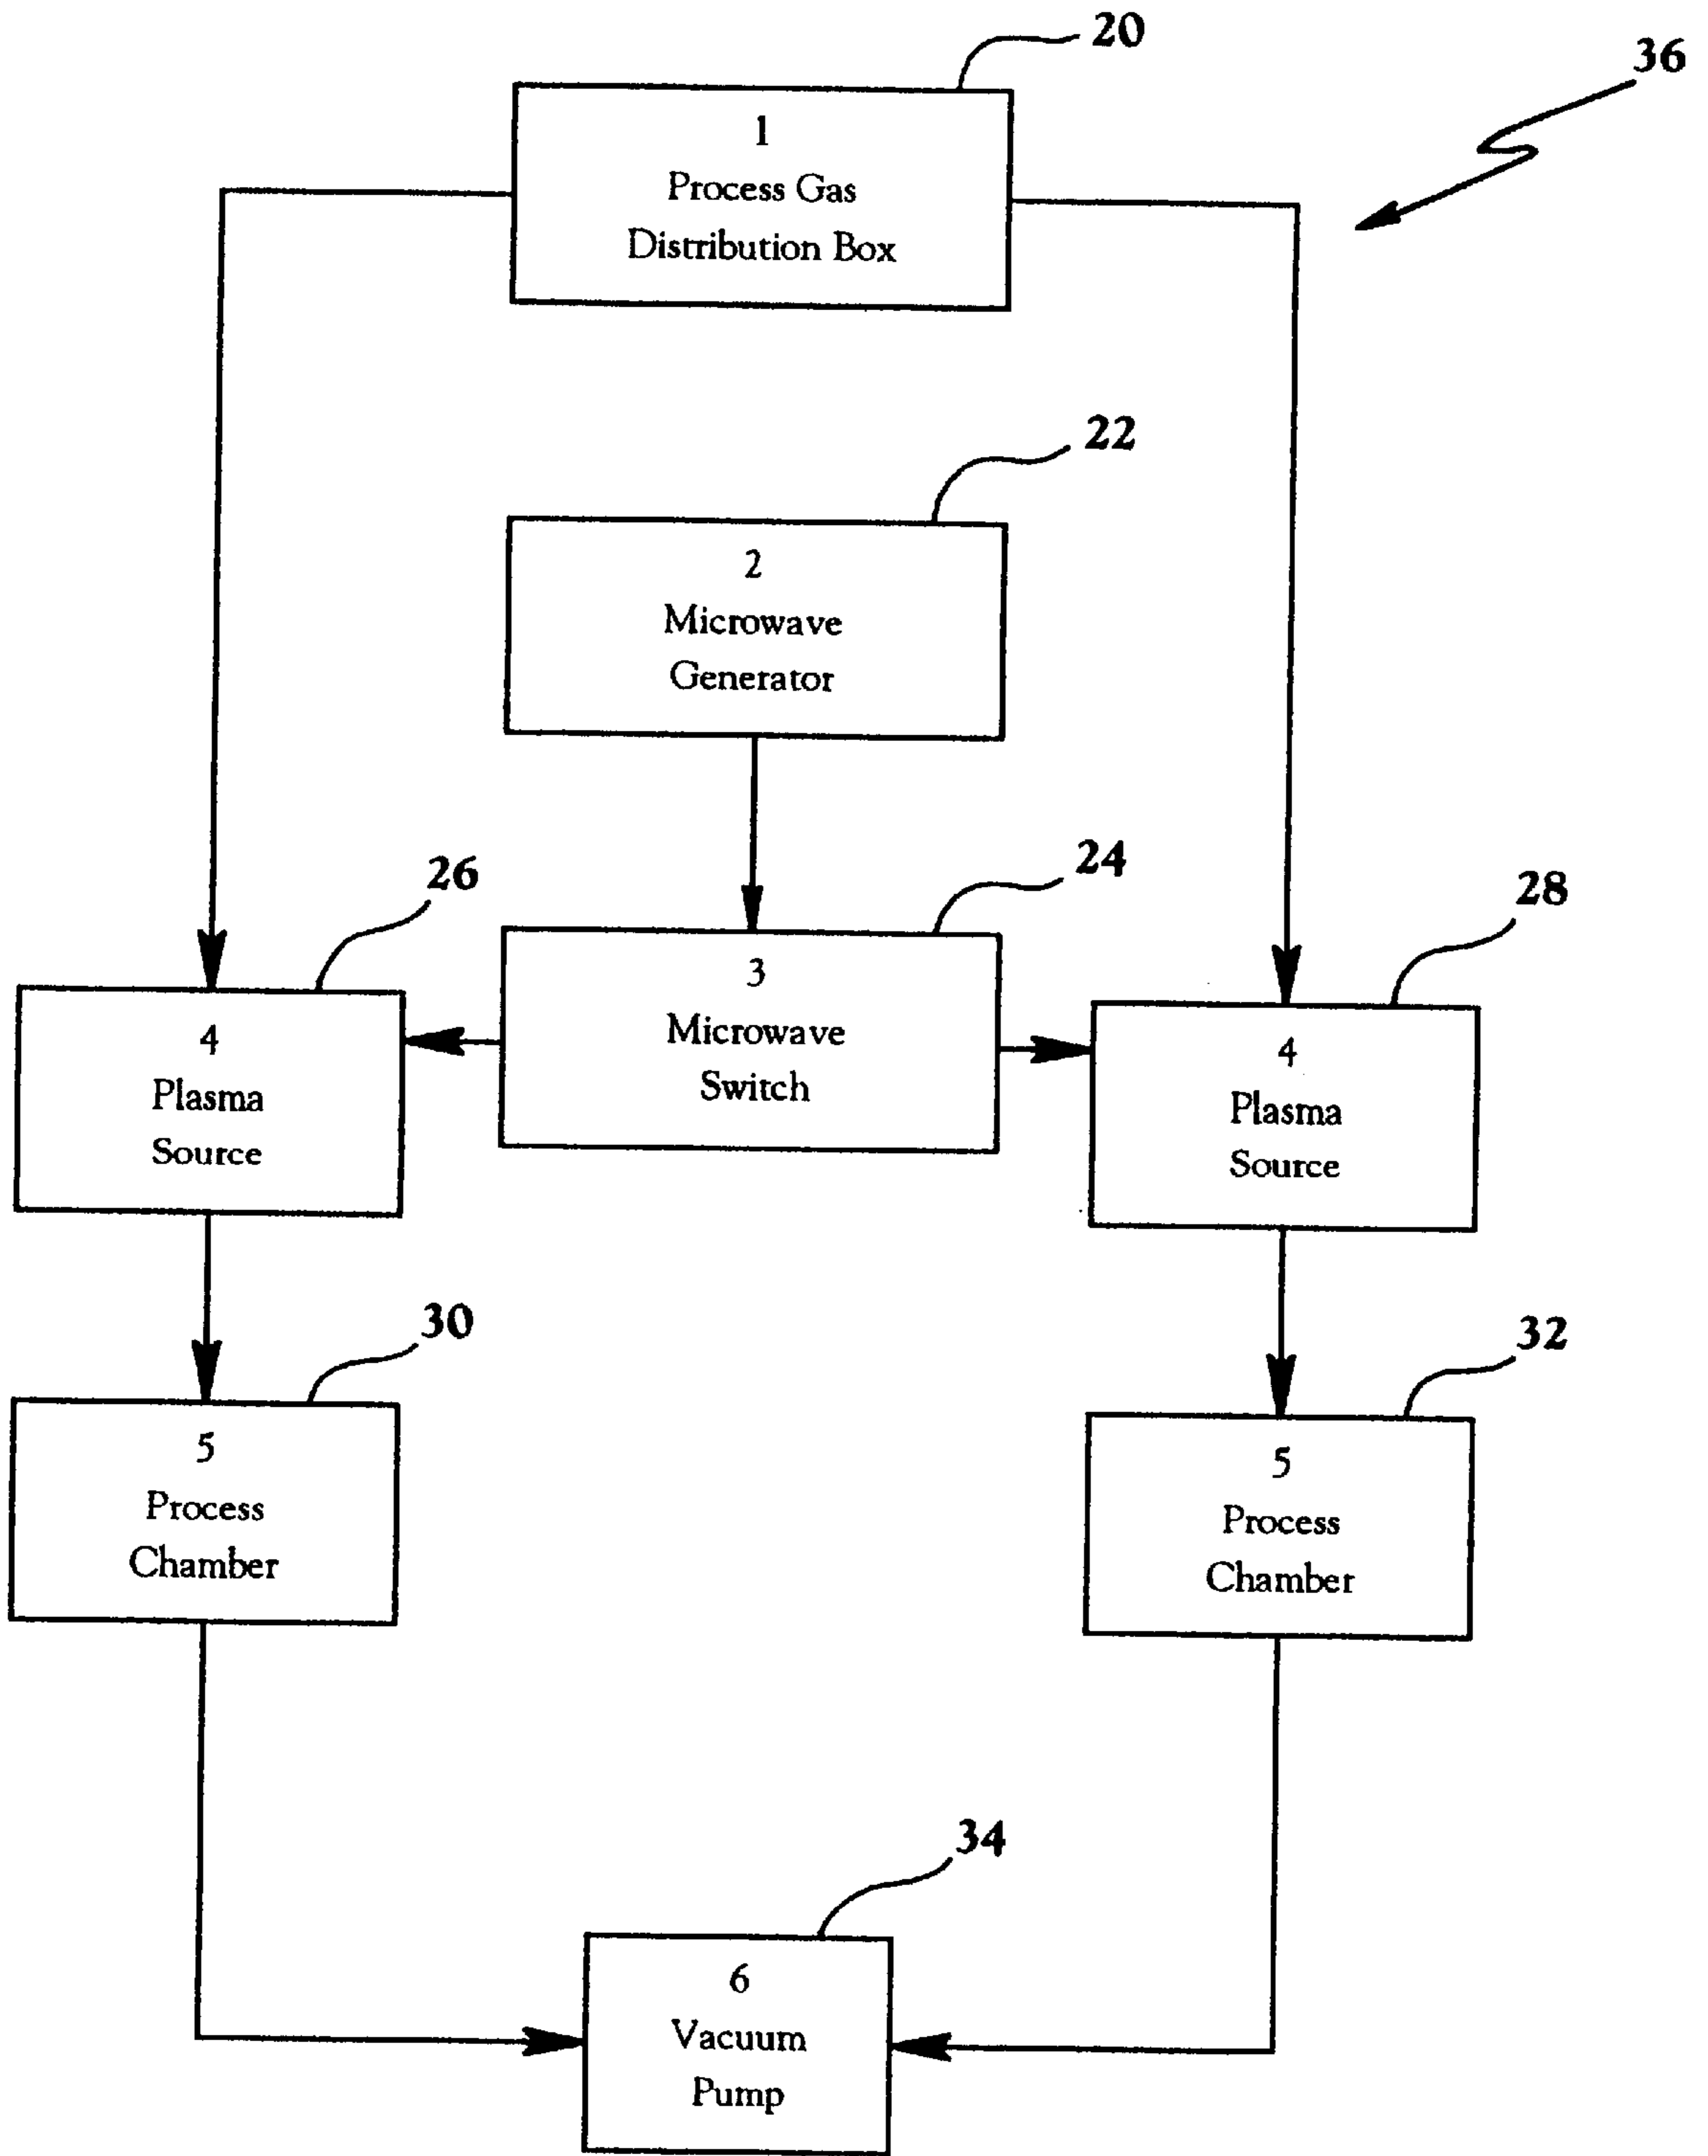 20
36
1
Process Gas
Distribution Box
22
2
Microwave
Generator
26
24
28
3
Microwave
Switch
4
Plasma
Source
4
Plasma
Source
30
32
5
Process
Chamber
5
Process
Chamber
34
6
Vacuum
Pump